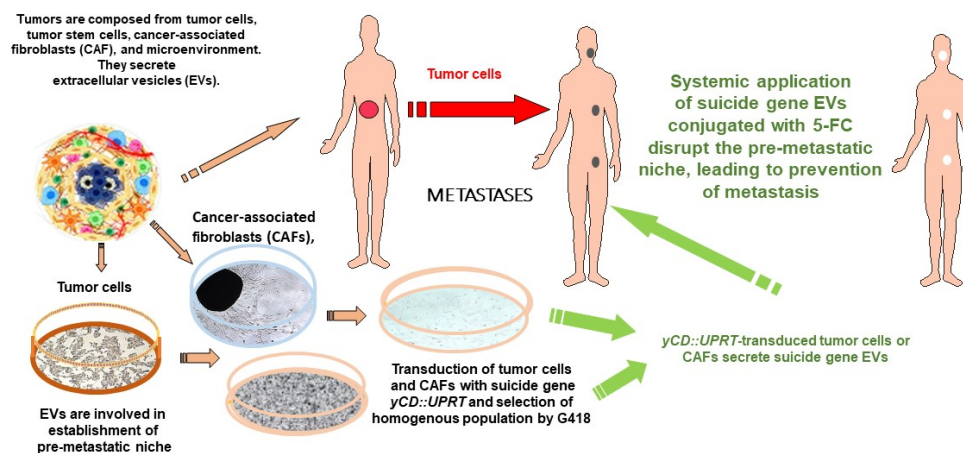 Tumors are composed from tumor cells,
tumor stem cells, cancer-associated
fibroblasts (CAF), and microenvironment.
They secrete
extracellular vesicles (EVs).
Tumor cells
METASTASES
Systemic application
of suicide gene EVs
conjugated with 5-FC
disrupt the pre-metastatic
niche, leading to prevention
of metastasis
Cancer-associated
fibroblasts (CAFs),
Tumor cells
EVs are involved in
establishment of
pre-metastatic niche
Transduction of tumor cells
and CAFs with suicide gene
yCD::UPRT and selection of
homogenous population by G418
yCD::UPRT-transduced tumor cells or
CAFs secrete suicide gene EVs